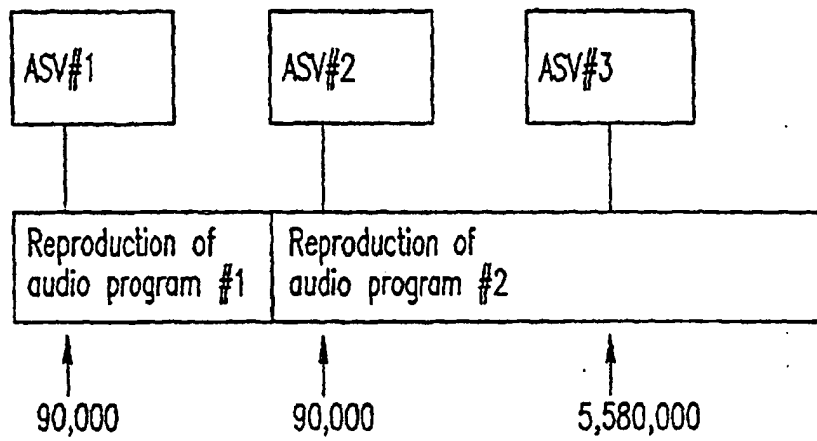 ASV#1
ASV#2
ASV#3
Reproduction of
audio program #1
Reproduction of
audio program #2
90,000
90,000
5,580,000